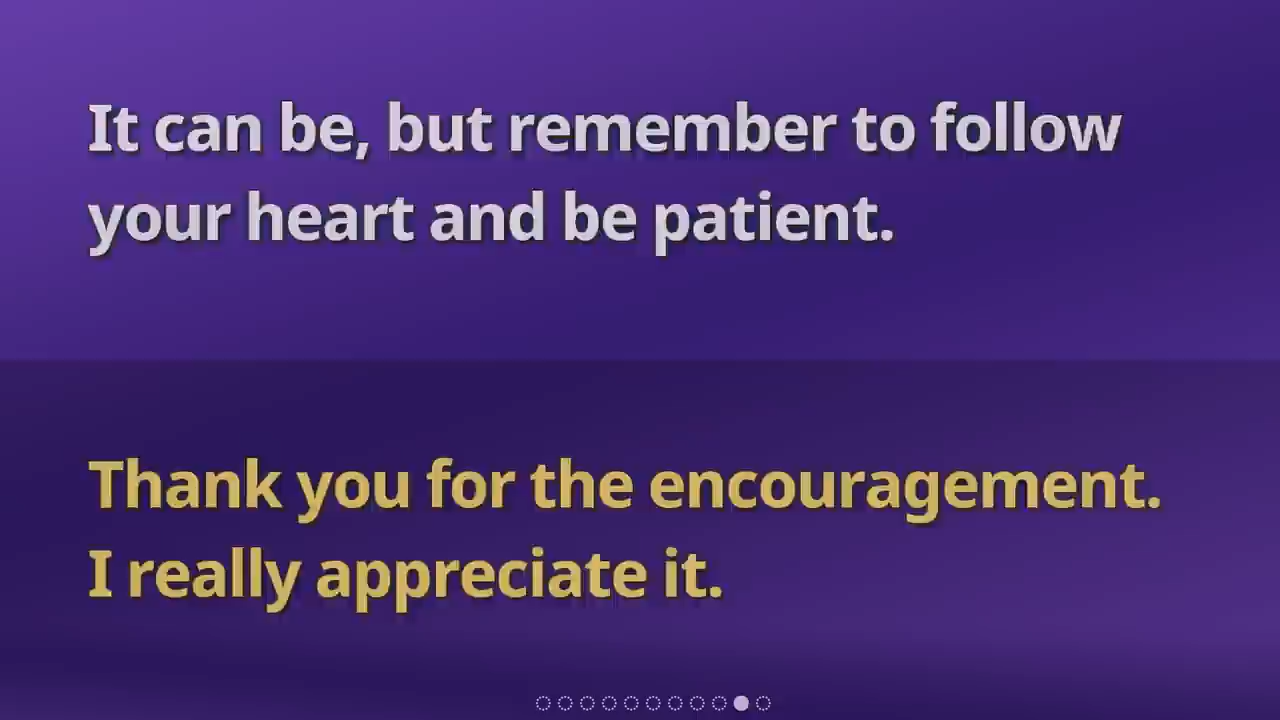 It can be, but remember to follow
your heart and be patient.
Thank you for the encouragement.
I really appreciate it.